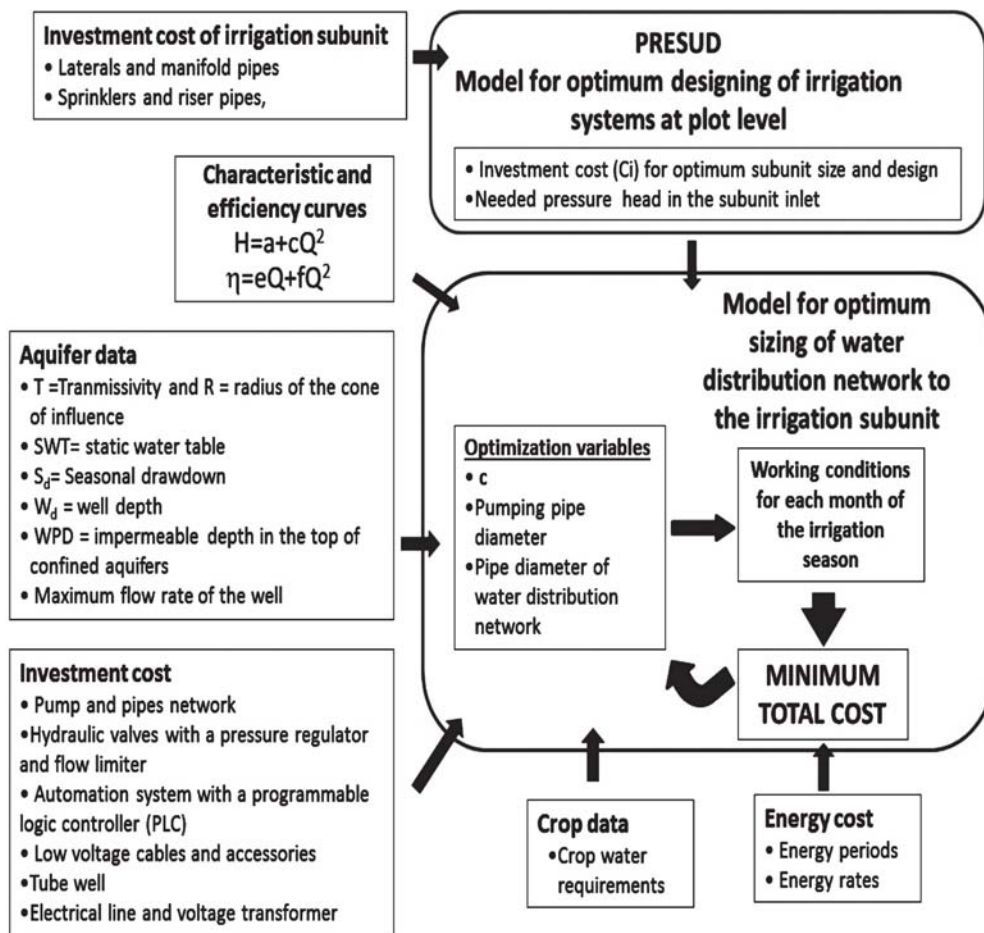 Investment cost of irrigation subunit
• Laterals and manifold pipes
• Sprinklers and riser pipes,
PRESUD
Model for optimum designing of irrigation
systems at plot level
• Investment cost (Ci) for optimum subunit size and design
•Needed pressure head in the subunit inlet
Characteristic and
efficiency curves
H=a+cQ²
η=eQ+fQ²
Model for optimum
sizing of water
distribution network to
the irrigation subunit
Aquifer data
• T =Tranmissivity and R = radius of the cone
of influence
• SWT= static water table
• S_d= Seasonal drawdown
• W_d = well depth
• WPD = impermeable depth in the top of
confined aquifers
• Maximum flow rate of the well
Optimization variables
• c
•Pumping pipe
diameter
•Pipe diameter of
water distribution
network
Working conditions
for each month of
the irrigation
season
MINIMUM
TOTAL COST
Investment cost
• Pump and pipes network
•Hydraulic valves with a pressure regulator
and flow limiter
• Automation system with a programmable
logic controller (PLC)
• Low voltage cables and accessories
•Tube well
•Electrical line and voltage transformer
Crop data
•Crop water
requirements
Energy cost
• Energy periods
• Energy rates